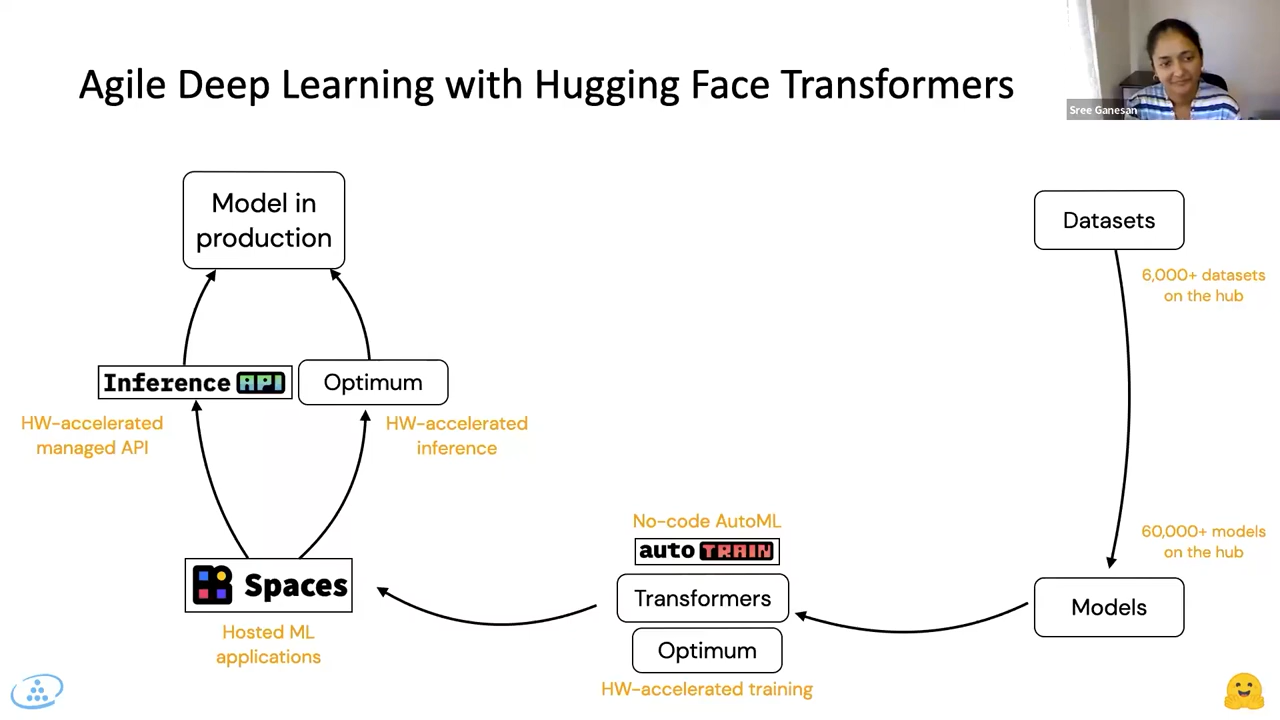 Agile Deep Learning with Hugging Face Transformers
Sree Ganesan
Model in
production
Datasets
6,000+ datasets
on the hub
Inference API
Optimum
HW-accelerated
managed API
HW-accelerated
inference
No-code AutoML
auto TRAIN
Transformers
Optimum
HW-accelerated training
60,000+ models
on the hub
Models
Spaces
Hosted ML
applications